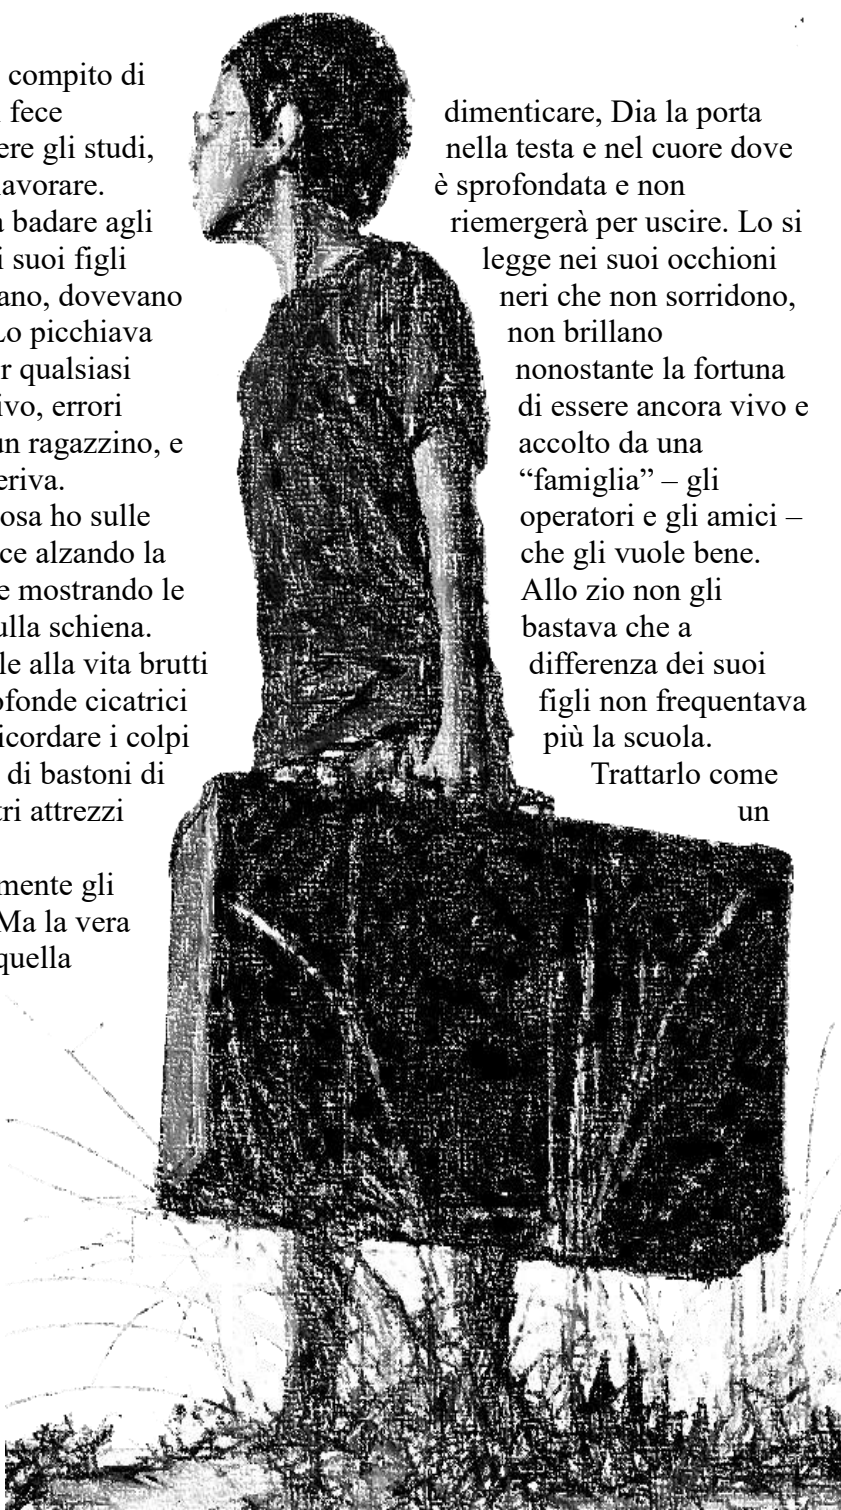 compito di
fece
ere gli studi,
lavorare.
a badare agli
i suoi figli
ano, dovevano
Lo picchiava
r qualsiasi
ivo, errori
un ragazzino, e
eriva.
osa ho sulle
ce alzando la
e mostrando le
ulla schiena.
le alla vita brutti
ofonde cicatrici
icordare i colpi
di bastoni di
tri attrezzi
mente gli
Ma la vera
quella
dimenticare, Dia la porta
nella testa e nel cuore dove
è sprofondata e non
riemergerà per uscire. Lo si
legge nei suoi occhioni
neri che non sorridono,
non brillano
nonostante la fortuna
di essere ancora vivo e
accolto da una
“famiglia” – gli
operatori e gli amici –
che gli vuole bene.
Allo zio non gli
bastava che a
differenza dei suoi
figli non frequentava
più la scuola.
Trattarlo come
un